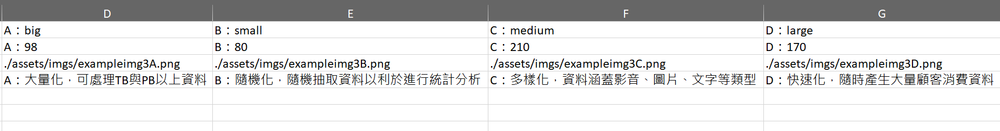 D E F G
A：big B：small C：medium D：large
A：98 B：80 C：210 D：170
./assets/imgs/exampleimg3A.png ./assets/imgs/exampleimg3B.png ./assets/imgs/exampleimg3C.png ./assets/imgs/exampleimg3D.png
A：大量化，可處理TB與PB以上資料 B：隨機化，隨機抽取資料以利於進行統計分析 C：多樣化，資料涵蓋影音、圖片、文字等類型 D：快速化，隨時產生大量顧客消費資料